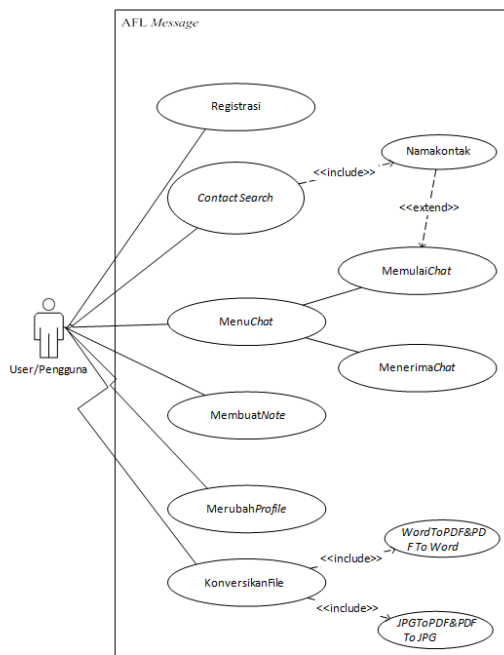 AFL Message
Registrasi
Namakontak
<<include>>
Contact Search
<<extend>>
MemulaiChat
MenuChat
User/Pengguna
MenerimaChat
MembuatNote
MerubahProfile
WordToPDF&PD
F To Word
<<include>>
KonversikanFile
<<include>>
JPGToPDF&PDF
To JPG